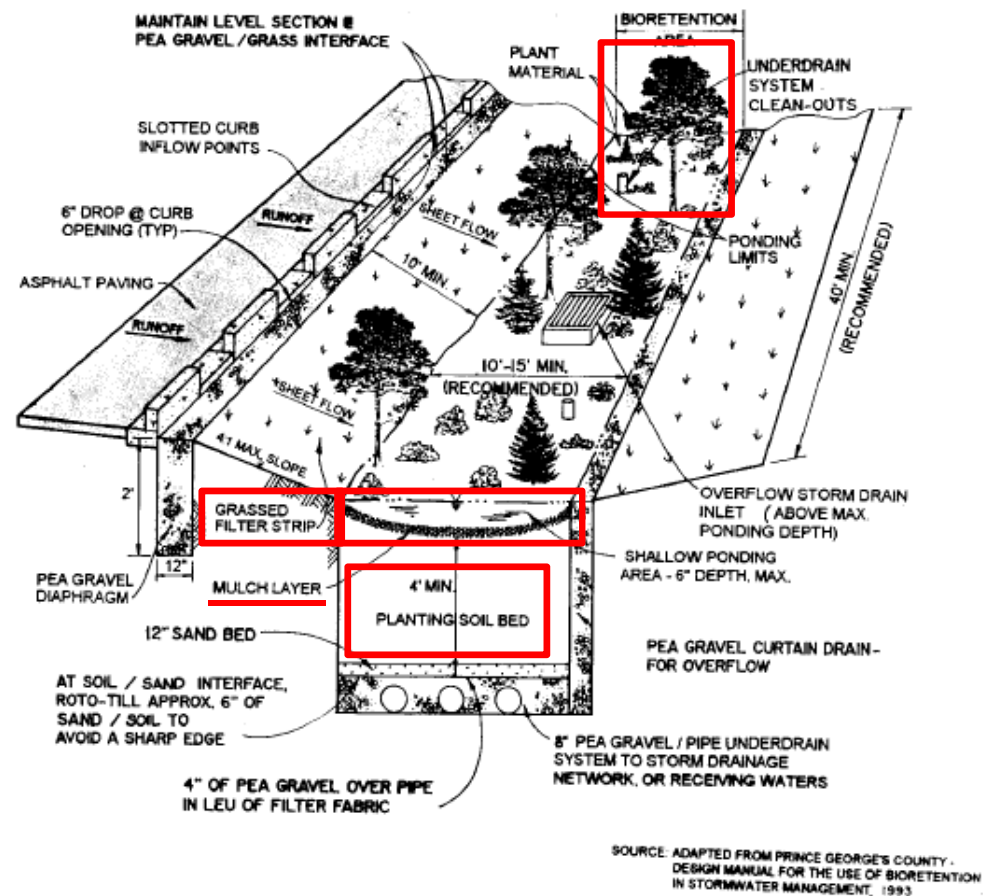 MAINTAIN LEVEL SECTION @
PEA GRAVEL / GRASS INTERFACE
BIORETENTION
AREA
PLANT
MATERIAL
UNDERDRAIN
SYSTEM
CLEAN-OUTS
SLOTTED CURB
INFLOW POINTS
6" DROP @ CURB
OPENING (TYP)
RUNOFF
SHEET FLOW
PONDING
LIMITS
10' MIN.
ASPHALT PAVING
40' MIN.
(RECOMMENDED)
RUNOFF
10'-15' MIN.
(RECOMMENDED)
SHEET FLOW
4:1 MAX. SLOPE
2'
GRASSED
FILTER STRIP
OVERFLOW STORM DRAIN
INLET ( ABOVE MAX.
PONDING DEPTH)
12"
PEA GRAVEL
DIAPHRAGM
MULCH LAYER
SHALLOW PONDING
AREA - 6" DEPTH, MAX.
4' MIN.
PLANTING SOIL BED
12" SAND BED
PEA GRAVEL CURTAIN DRAIN-
FOR OVERFLOW
AT SOIL / SAND INTERFACE,
ROTO-TILL APPROX. 6" OF
SAND / SOIL TO
AVOID A SHARP EDGE
8" PEA GRAVEL / PIPE UNDERDRAIN
SYSTEM TO STORM DRAINAGE
NETWORK, OR RECEIVING WATERS
4" OF PEA GRAVEL OVER PIPE
IN LEU OF FILTER FABRIC
SOURCE: ADAPTED FROM PRINCE GEORGE'S COUNTY -
DESIGN MANUAL FOR THE USE OF BIORETENTION
IN STORMWATER MANAGEMENT, 1993